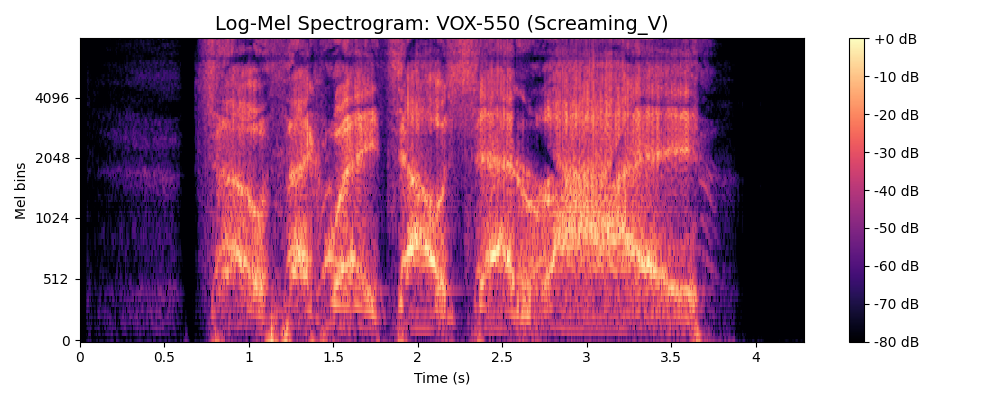 Log-Mel Spectrogram: VOX-550 (Screaming_V)
Mel bins
4096
2048
1024
512
0
0
0.5
1
1.5
2
2.5
3
3.5
4
Time (s)
+0 dB
-10 dB
-20 dB
-30 dB
-40 dB
-50 dB
-60 dB
-70 dB
-80 dB